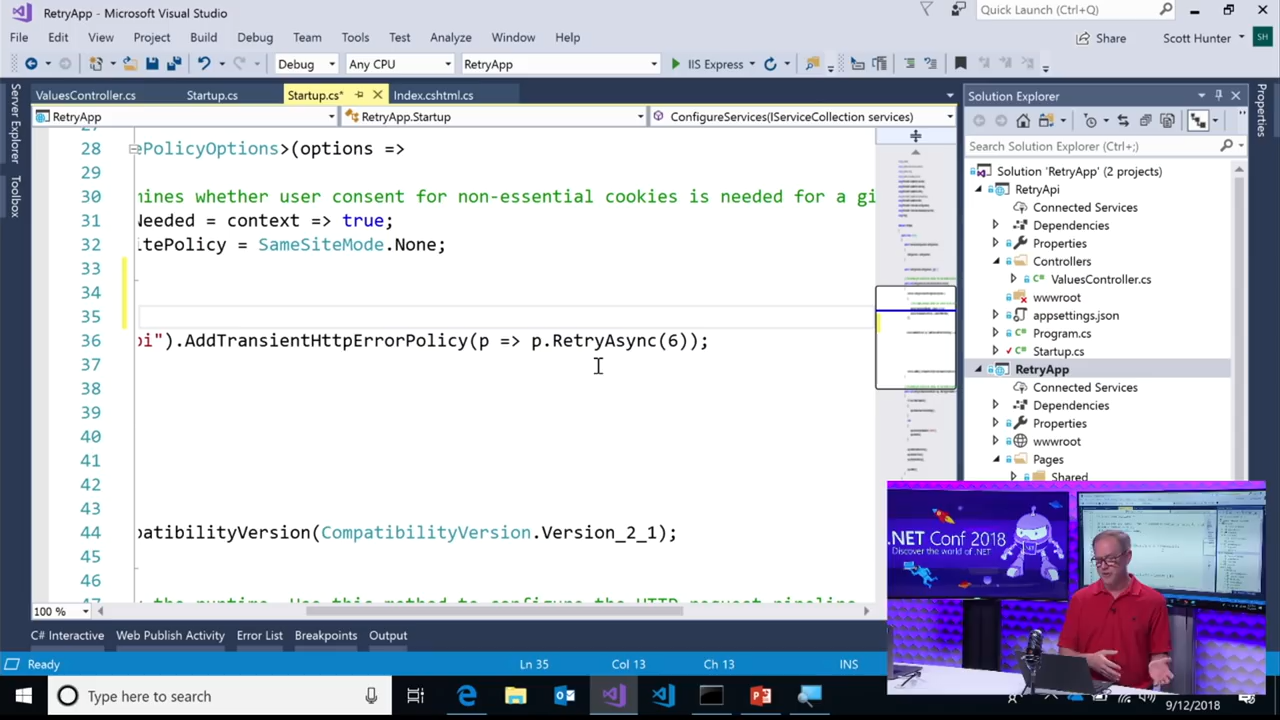 RetryApp - Microsoft Visual Studio
Quick Launch (Ctrl+Q)
File Edit View Project Build Debug Team Tools Test Analyze Window Help
Share
Scott Hunter
SH
Debug
Any CPU
RetryApp
IIS Express
Server Explorer
Toolbox
ValuesController.cs
Startup.cs
Startup.cs*
Index.cshtml.cs
RetryApp
RetryApp.Startup
ConfigureServices(IServiceCollection services)
27
28 ePolicyOptions>(options =>
29
30 nines whether user consent for non-essential cookies is needed for a gi
31 Needed = context => true;
32 sitePolicy = SameSiteMode.None;
33
34
35
36 pi").AddTransientHttpErrorPolicy(p => p.RetryAsync(6));
37
38
39
40
41
42
43
44 patibilityVersion(CompatibilityVersion.Version_2_1);
45
46
47
100 %
Solution Explorer
Search Solution Explorer (Ctrl+;)
Solution 'RetryApp' (2 projects)
RetryApi
Connected Services
Dependencies
Properties
Controllers
ValuesController.cs
wwwroot
appsettings.json
Program.cs
Startup.cs
RetryApp
Connected Services
Dependencies
Properties
wwwroot
Pages
Shared
Properties
C# Interactive Web Publish Activity Error List Breakpoints Output
Ready
Ln 35
Col 13
Ch 13
INS
.NET Conf 2018
Discover the world of .NET
Type here to search
9/12/2018